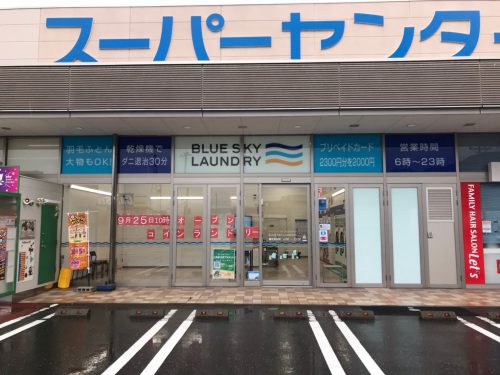 スーパーセンター
羽毛ふとん
大物もOK!
乾燥機で
ダニ退治30分
BLUE SKY
LAUNDRY
プリペイドカード
2300円分を2000円
営業時間
6時〜23時
9月25日10時
オープン
コインランドリー
FAMILY HAIR SALON
Let's